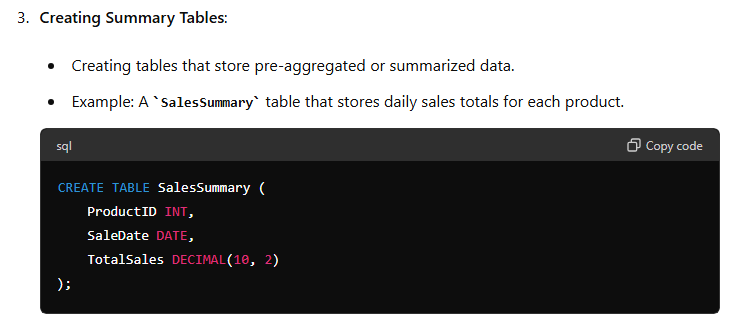 3. Creating Summary Tables:
• Creating tables that store pre-aggregated or summarized data.
• Example: A `SalesSummary` table that stores daily sales totals for each product.
sql Copy code
CREATE TABLE SalesSummary (
    ProductID INT,
    SaleDate DATE,
    TotalSales DECIMAL(10, 2)
);